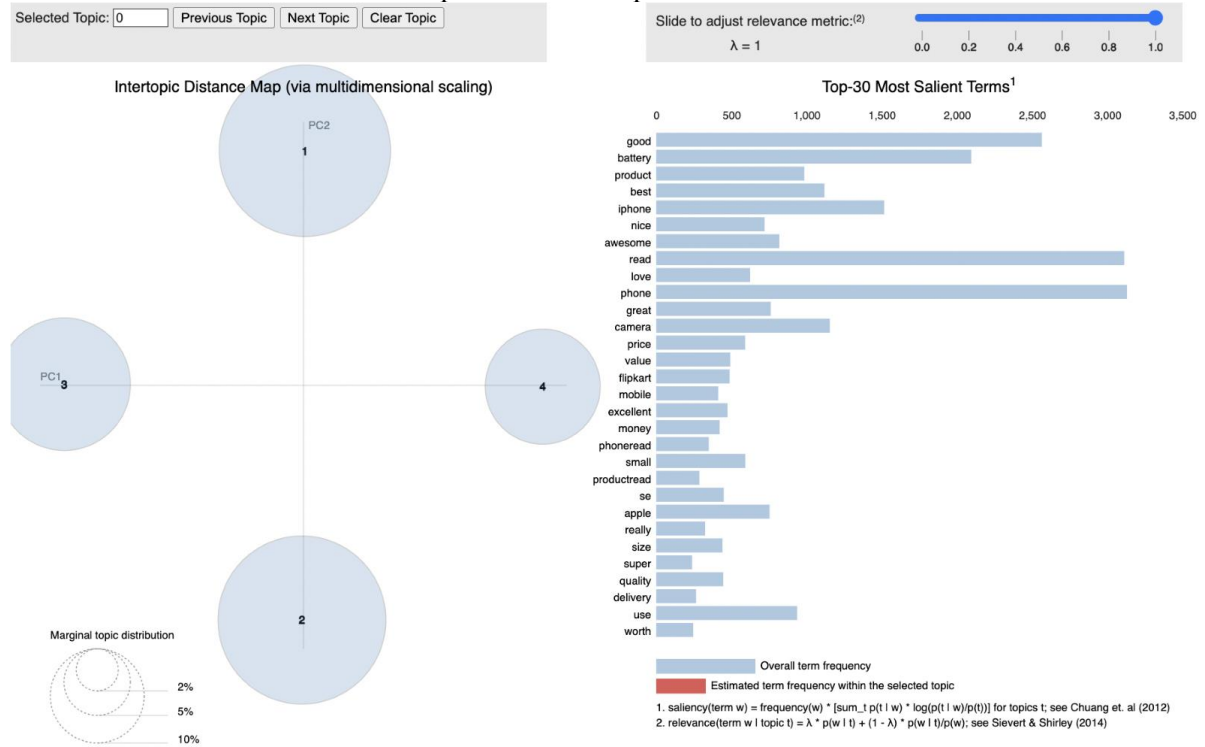 Selected Topic: 0 Previous Topic Next Topic Clear Topic
Slide to adjust relevance metric:(2)
λ = 1
0.0 0.2 0.4 0.6 0.8 1.0
Intertopic Distance Map (via multidimensional scaling)
PC2
1
PC1
3
4
2
Marginal topic distribution
2%
5%
10%
Top-30 Most Salient Terms1
0 500 1,000 1,500 2,000 2,500 3,000 3,500
good
battery
product
best
iphone
nice
awesome
read
love
phone
great
camera
price
value
flipkart
mobile
excellent
money
phoneread
small
productread
se
apple
really
size
super
quality
delivery
use
worth
Overall term frequency
Estimated term frequency within the selected topic
1. saliency(term w) = frequency(w) * [sum_t p(t | w) * log(p(t | w)/p(t))] for topics t; see Chuang et. al (2012)
2. relevance(term w | topic t) = λ * p(w | t) + (1 - λ) * p(w | t)/p(w); see Sievert & Shirley (2014)